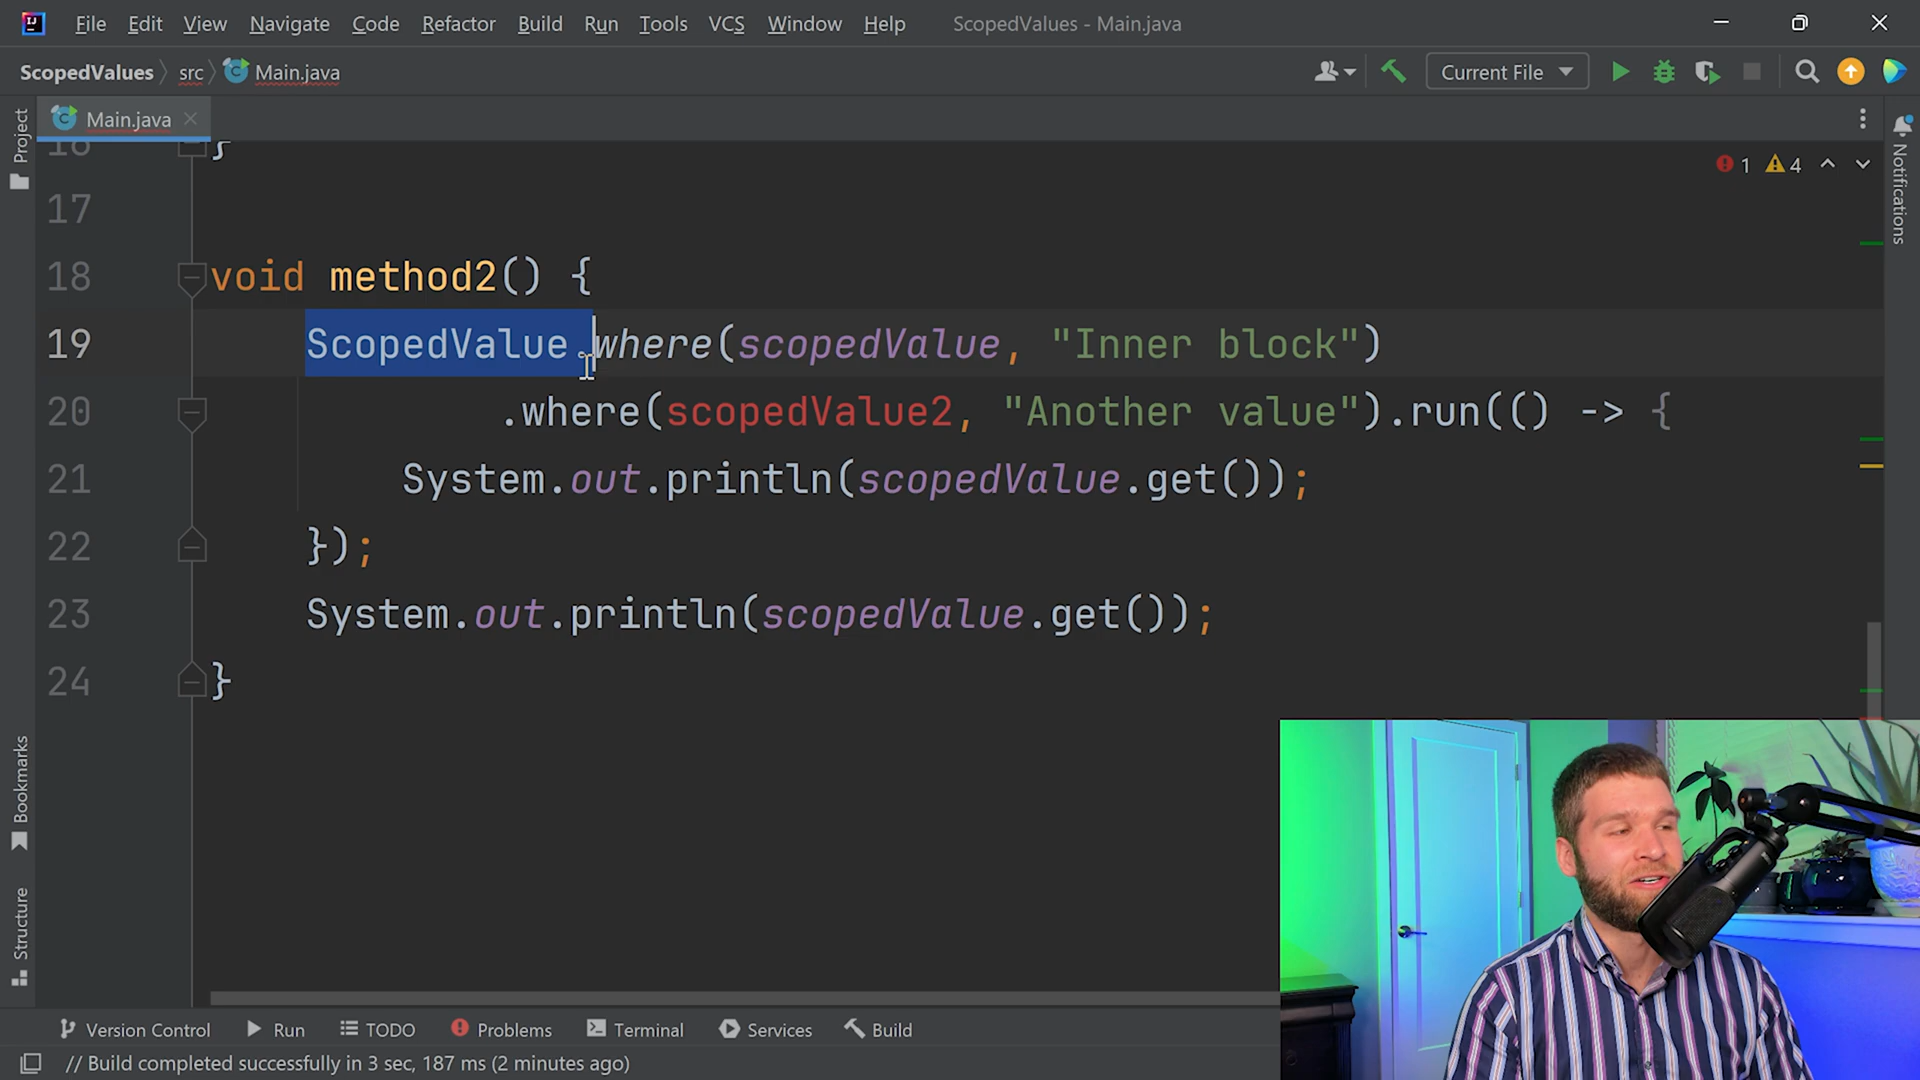 File Edit View Navigate Code Refactor Build Run Tools VCS Window Help ScopedValues - Main.java
ScopedValues src Main.java Current File
Main.java
Project
Notifications
Bookmarks
Structure
1 4
16 }
17
18 void method2() {
19 ScopedValue.where(scopedValue, "Inner block")
20 .where(scopedValue2, "Another value").run(() -> {
21 System.out.println(scopedValue.get());
22 });
23 System.out.println(scopedValue.get());
24 }
Version Control Run TODO Problems Terminal Services Build
// Build completed successfully in 3 sec, 187 ms (2 minutes ago)